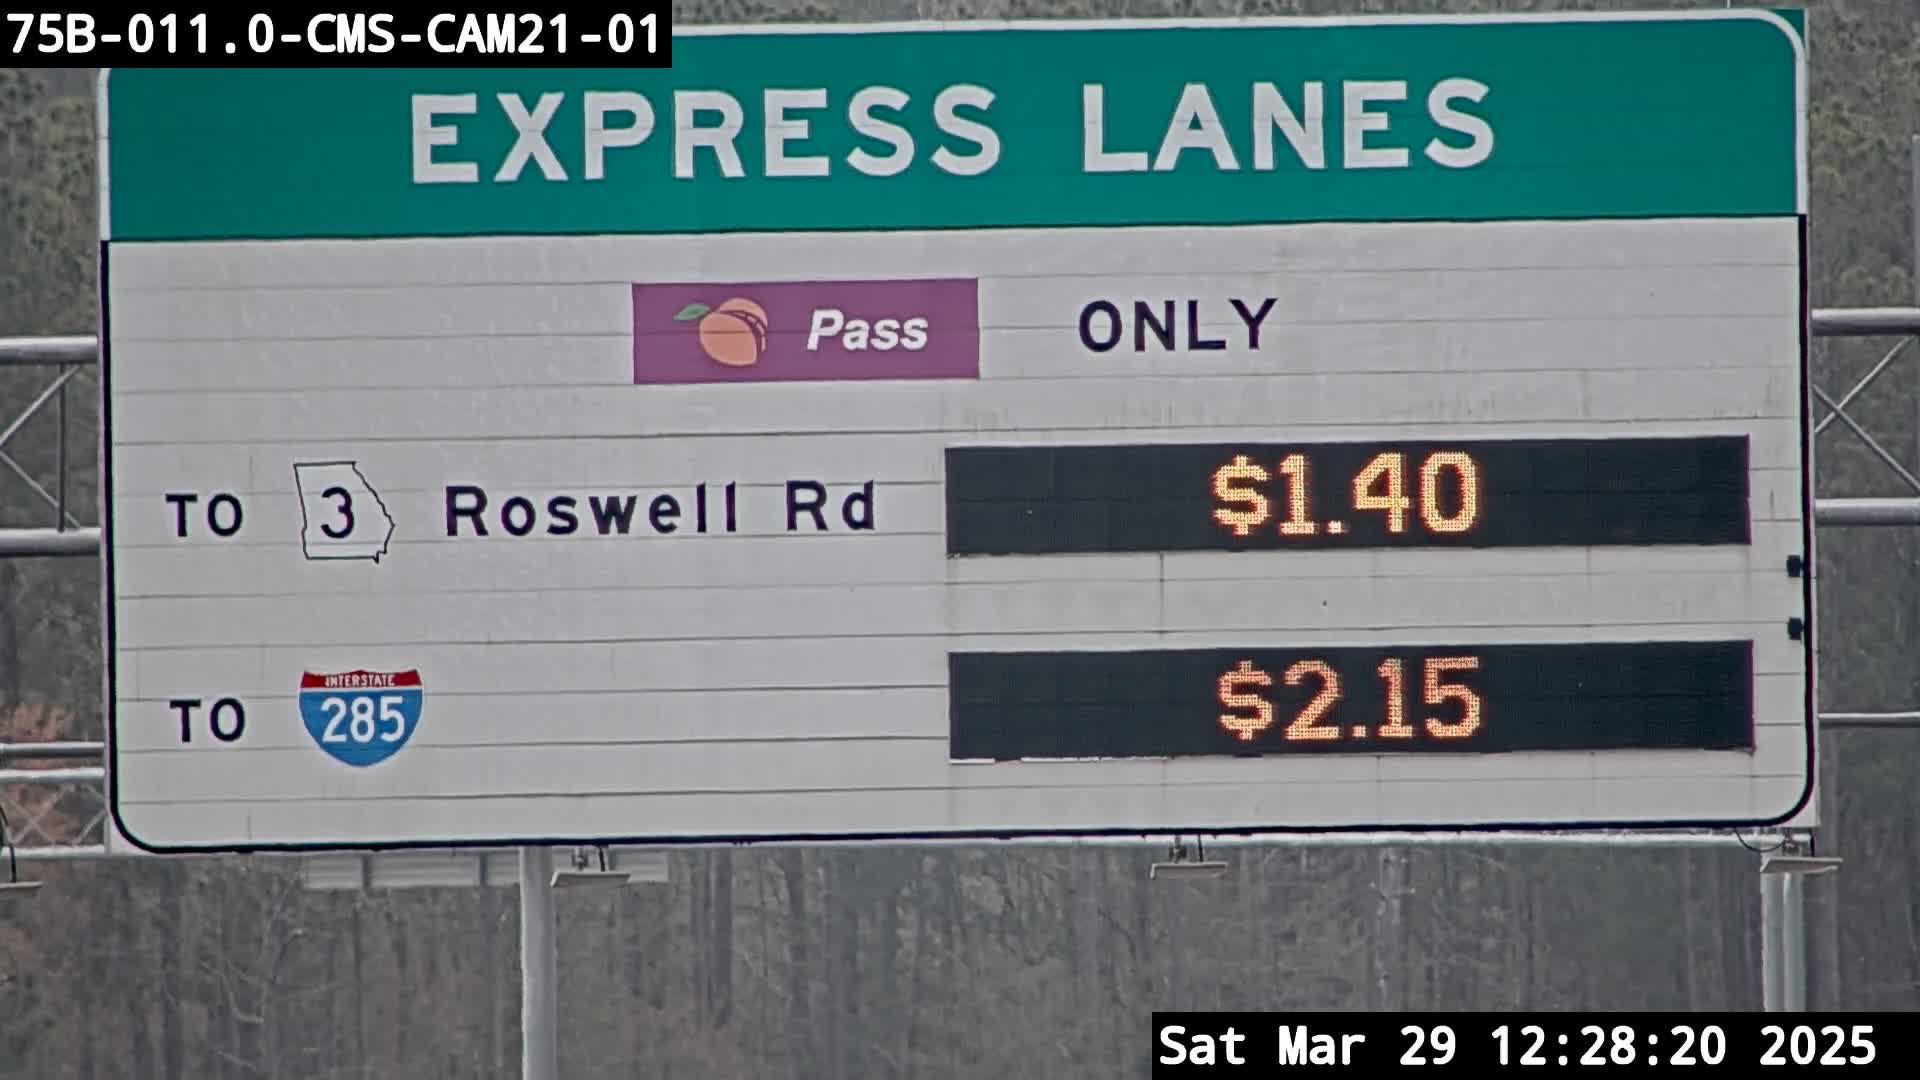 75B-011.0-CMS-CAM21-01
EXPRESS LANES
Pass ONLY
TO 3 Roswell Rd $1.40
TO INTERSTATE 285 $2.15
Sat Mar 29 12:28:20 2025